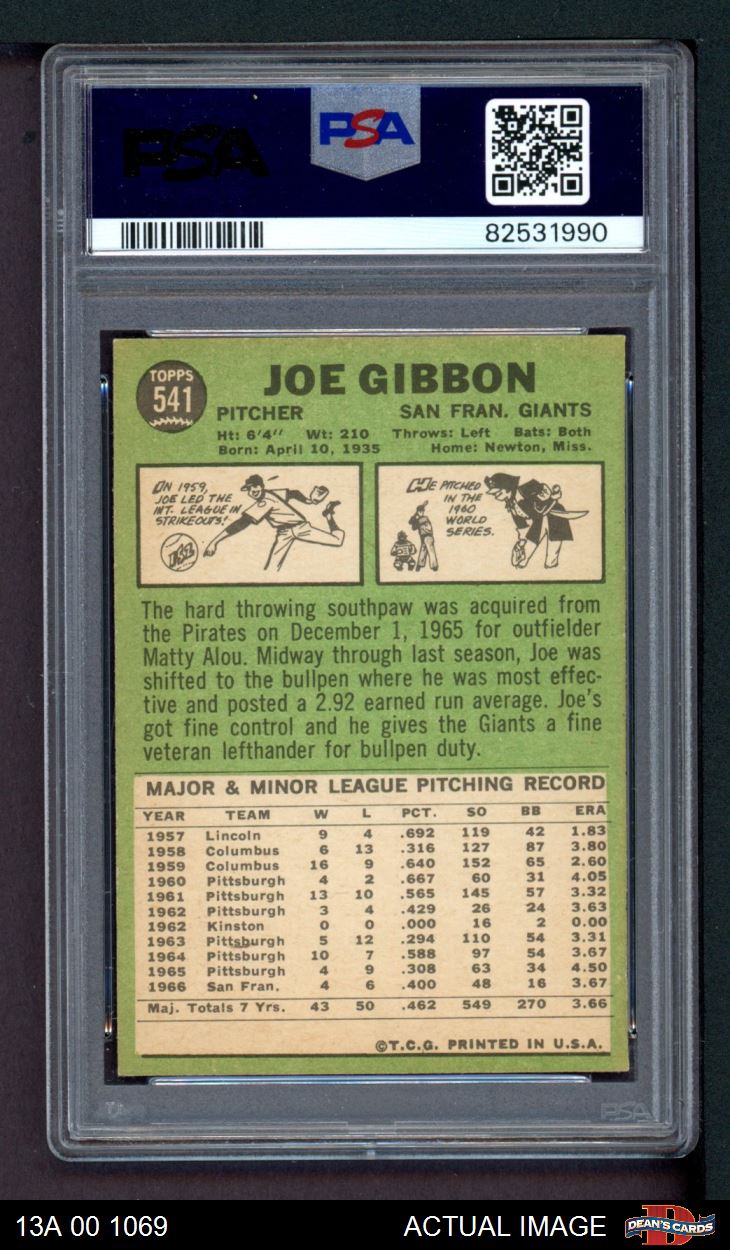 PSA
PSA
82531990
TOPPS
541
JOE GIBBON
PITCHER SAN FRAN. GIANTS
Ht: 6'4" Wt: 210 Throws: Left Bats: Both
Born: April 10, 1935 Home: Newton, Miss.
ON 1959,
JOE LED THE
INT. LEAGUE IN
STRIKEOUTS!
152
HE PITCHED
IN THE
1960
WORLD
SERIES.
The hard throwing southpaw was acquired from
the Pirates on December 1, 1965 for outfielder
Matty Alou. Midway through last season, Joe was
shifted to the bullpen where he was most effec-
tive and posted a 2.92 earned run average. Joe's
got fine control and he gives the Giants a fine
veteran lefthander for bullpen duty.
MAJOR & MINOR LEAGUE PITCHING RECORD
YEAR TEAM W L PCT. SO BB ERA
1957 Lincoln 9 4 .692 119 42 1.83
1958 Columbus 6 13 .316 127 87 3.80
1959 Columbus 16 9 .640 152 65 2.60
1960 Pittsburgh 4 2 .667 60 31 4.05
1961 Pittsburgh 13 10 .565 145 57 3.32
1962 Pittsburgh 3 4 .429 26 24 3.63
1962 Kinston 0 0 .000 16 2 0.00
1963 Pittsburgh 5 12 .294 110 54 3.31
1964 Pittsburgh 10 7 .588 97 54 3.67
1965 Pittsburgh 4 9 .308 63 34 4.50
1966 San Fran. 4 6 .400 48 16 3.67
Maj. Totals 7 Yrs. 43 50 .462 549 270 3.66
©T.C.G. PRINTED IN U.S.A.
PSA
13A 00 1069 ACTUAL IMAGE DEAN'S CARDS